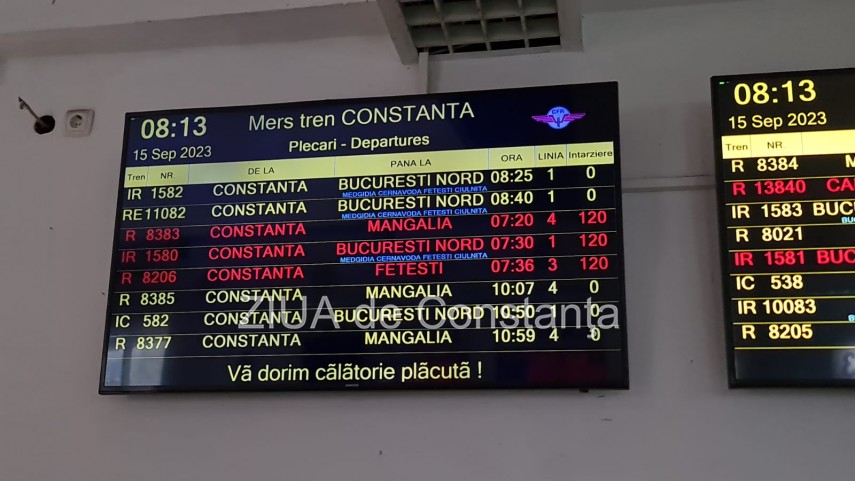 08:13 Mers tren CONSTANTA CFR
15 Sep 2023 Plecari - Departures
Tren NR. DE LA PANA LA ORA LINIA Intarziere
IR 1582 CONSTANTA BUCURESTI NORD 08:25 1 0
MEDGIDIA CERNAVODA FETESTI CIULNITA
RE 11082 CONSTANTA BUCURESTI NORD 08:40 1 0
MEDGIDIA CERNAVODA FETESTI CIULNITA
R 8383 CONSTANTA MANGALIA 07:20 4 120
IR 1580 CONSTANTA BUCURESTI NORD 07:30 1 120
MEDGIDIA CERNAVODA FETESTI CIULNITA
R 8206 CONSTANTA FETESTI 07:36 3 120
R 8385 CONSTANTA MANGALIA 10:07 4 0
IC 582 CONSTANTA BUCURESTI NORD 10:50 1 0
R 8377 CONSTANTA MANGALIA 10:59 4 0
Vã dorim cãlãtorie plãcutã !
ZIUA de Constanța
08:13
15 Sep 2023
Tren NR.
R 8384
R 13840
IR 1583
R 8021
IR 1581
IC 538
IR 10083
R 8205